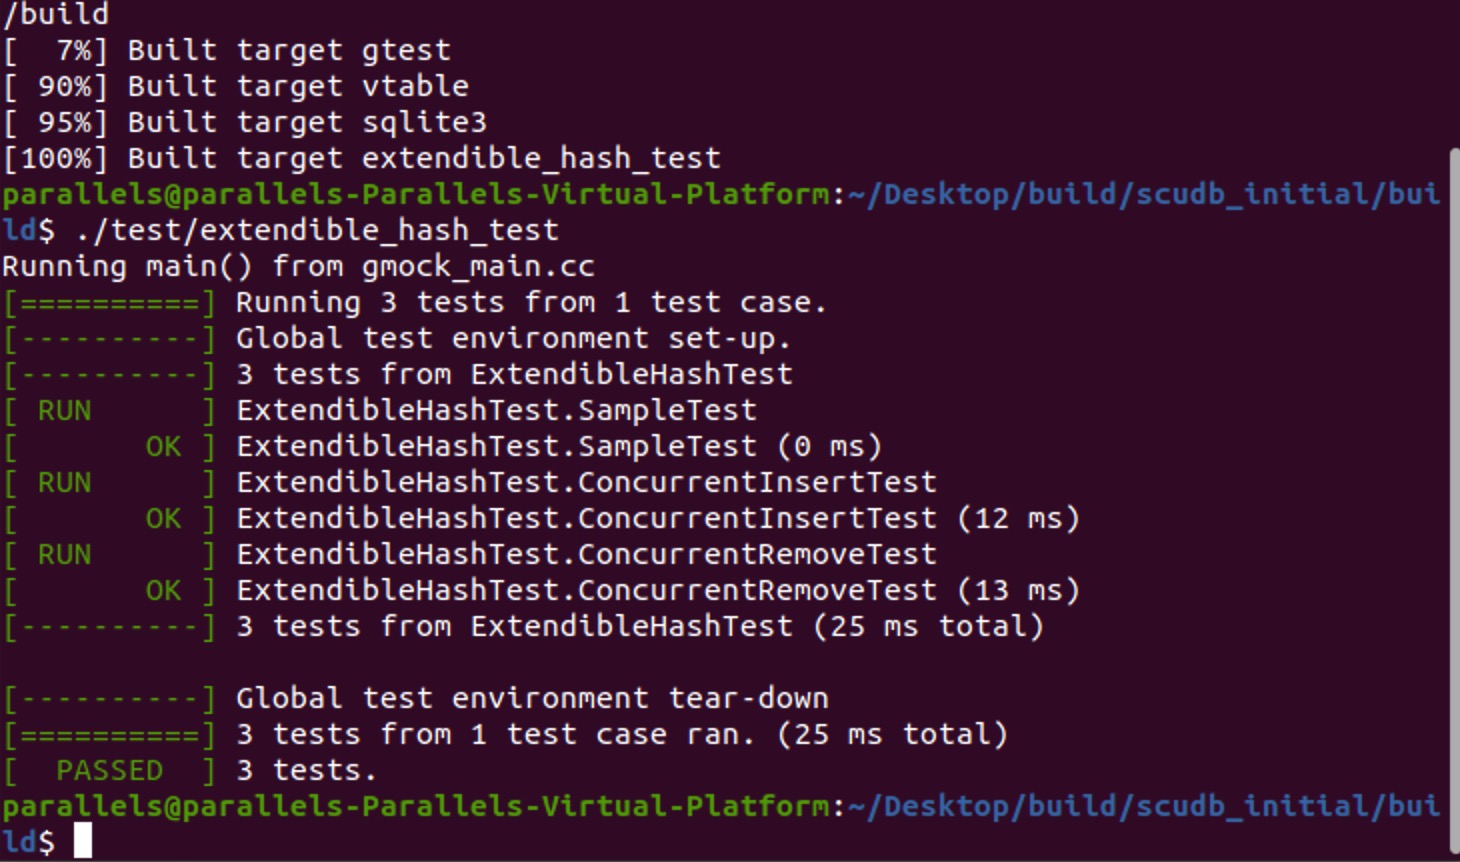 /build
[  7%] Built target gtest
[ 90%] Built target vtable
[ 95%] Built target sqlite3
[100%] Built target extendible_hash_test
parallels@parallels-Parallels-Virtual-Platform:~/Desktop/build/scudb_initial/bui
ld$ ./test/extendible_hash_test
Running main() from gmock_main.cc
[==========] Running 3 tests from 1 test case.
[----------] Global test environment set-up.
[----------] 3 tests from ExtendibleHashTest
[ RUN      ] ExtendibleHashTest.SampleTest
[       OK ] ExtendibleHashTest.SampleTest (0 ms)
[ RUN      ] ExtendibleHashTest.ConcurrentInsertTest
[       OK ] ExtendibleHashTest.ConcurrentInsertTest (12 ms)
[ RUN      ] ExtendibleHashTest.ConcurrentRemoveTest
[       OK ] ExtendibleHashTest.ConcurrentRemoveTest (13 ms)
[----------] 3 tests from ExtendibleHashTest (25 ms total)

[----------] Global test environment tear-down
[==========] 3 tests from 1 test case ran. (25 ms total)
[  PASSED  ] 3 tests.
parallels@parallels-Parallels-Virtual-Platform:~/Desktop/build/scudb_initial/bui
ld$